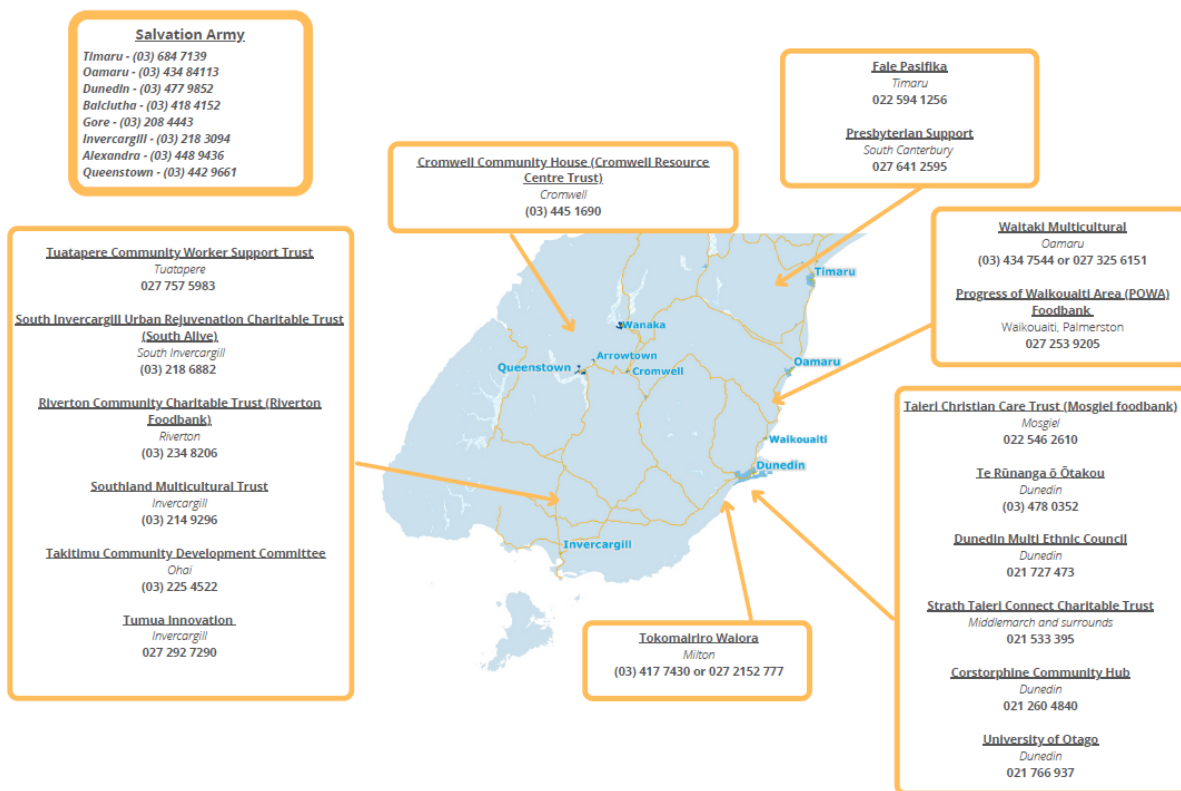 Salvation Army
Timaru - (03) 684 7139
Oamaru - (03) 434 84113
Dunedin - (03) 477 9852
Balclutha - (03) 418 4152
Gore - (03) 208 4443
Invercargill - (03) 218 3094
Alexandra - (03) 448 9436
Queenstown - (03) 442 9661
Cromwell Community House (Cromwell Resource
Centre Trust)
Cromwell
(03) 445 1690
Fale Pasifika
Timaru
022 594 1256
Presbyterian Support
South Canterbury
027 641 2595
Tuatapere Community Worker Support Trust
Tuatapere
027 757 5983
South Invercargill Urban Rejuvenation Charitable Trust
(South Alive)
South Invercargill
(03) 218 6882
Riverton Community Charitable Trust (Riverton
Foodbank)
Riverton
(03) 234 8206
Southland Multicultural Trust
Invercargill
(03) 214 9296
Takitimu Community Development Committee
Ohai
(03) 225 4522
Tumua Innovation
Invercargill
027 292 7290
Timaru
Wanaka
Arrowtown
Queenstown
Cromwell
Oamaru
Waikouaiti
Dunedin
Invercargill
Waitaki Multicultural
Oamaru
(03) 434 7544 or 027 325 6151
Progress of Waikouaiti Area (POWA)
Foodbank
Waikouaiti, Palmerston
027 253 9205
Taieri Christian Care Trust (Mosgiel foodbank)
Mosgiel
022 546 2610
Te Rūnanga ō Ōtakou
Dunedin
(03) 478 0352
Dunedin Multi Ethnic Council
Dunedin
021 727 473
Strath Taieri Connect Charitable Trust
Middlemarch and surrounds
021 533 395
Corstorphine Community Hub
Dunedin
021 260 4840
University of Otago
Dunedin
021 766 937
Tokomairiro Waiora
Milton
(03) 417 7430 or 027 2152 777